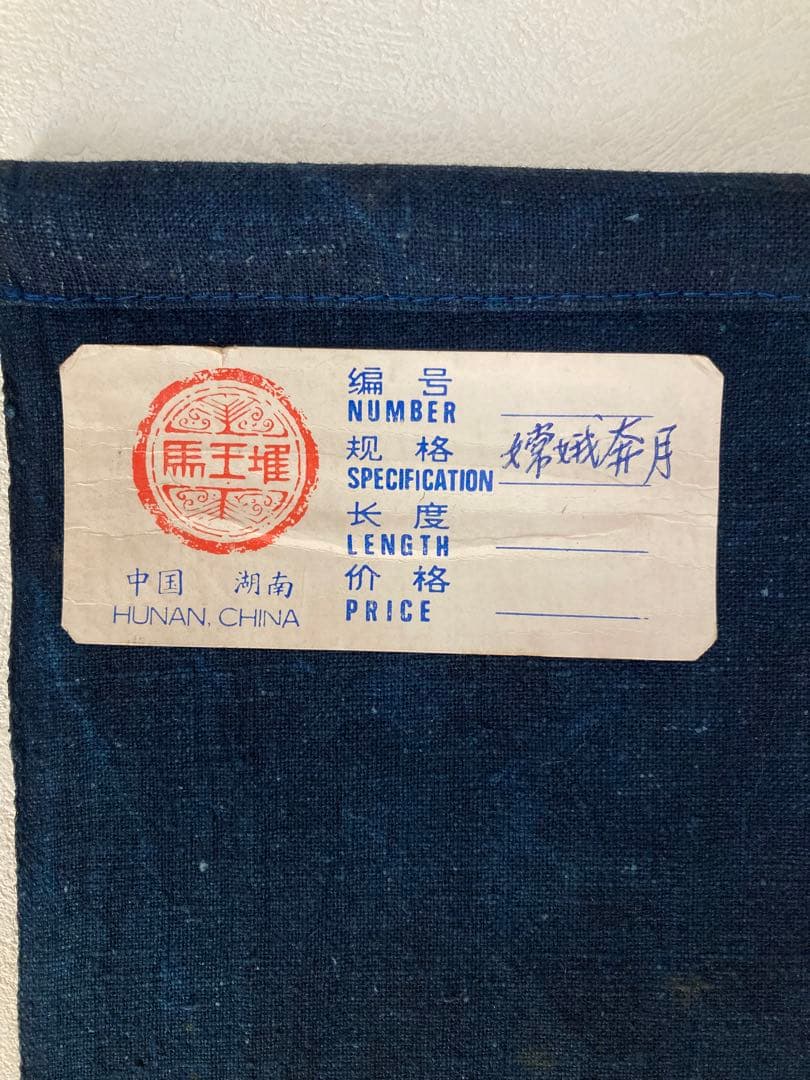 馬王堆
中国 湖南
HUNAN, CHINA
编号
NUMBER
规格 嫦娥奔月
SPECIFICATION
长度
LENGTH
价格
PRICE